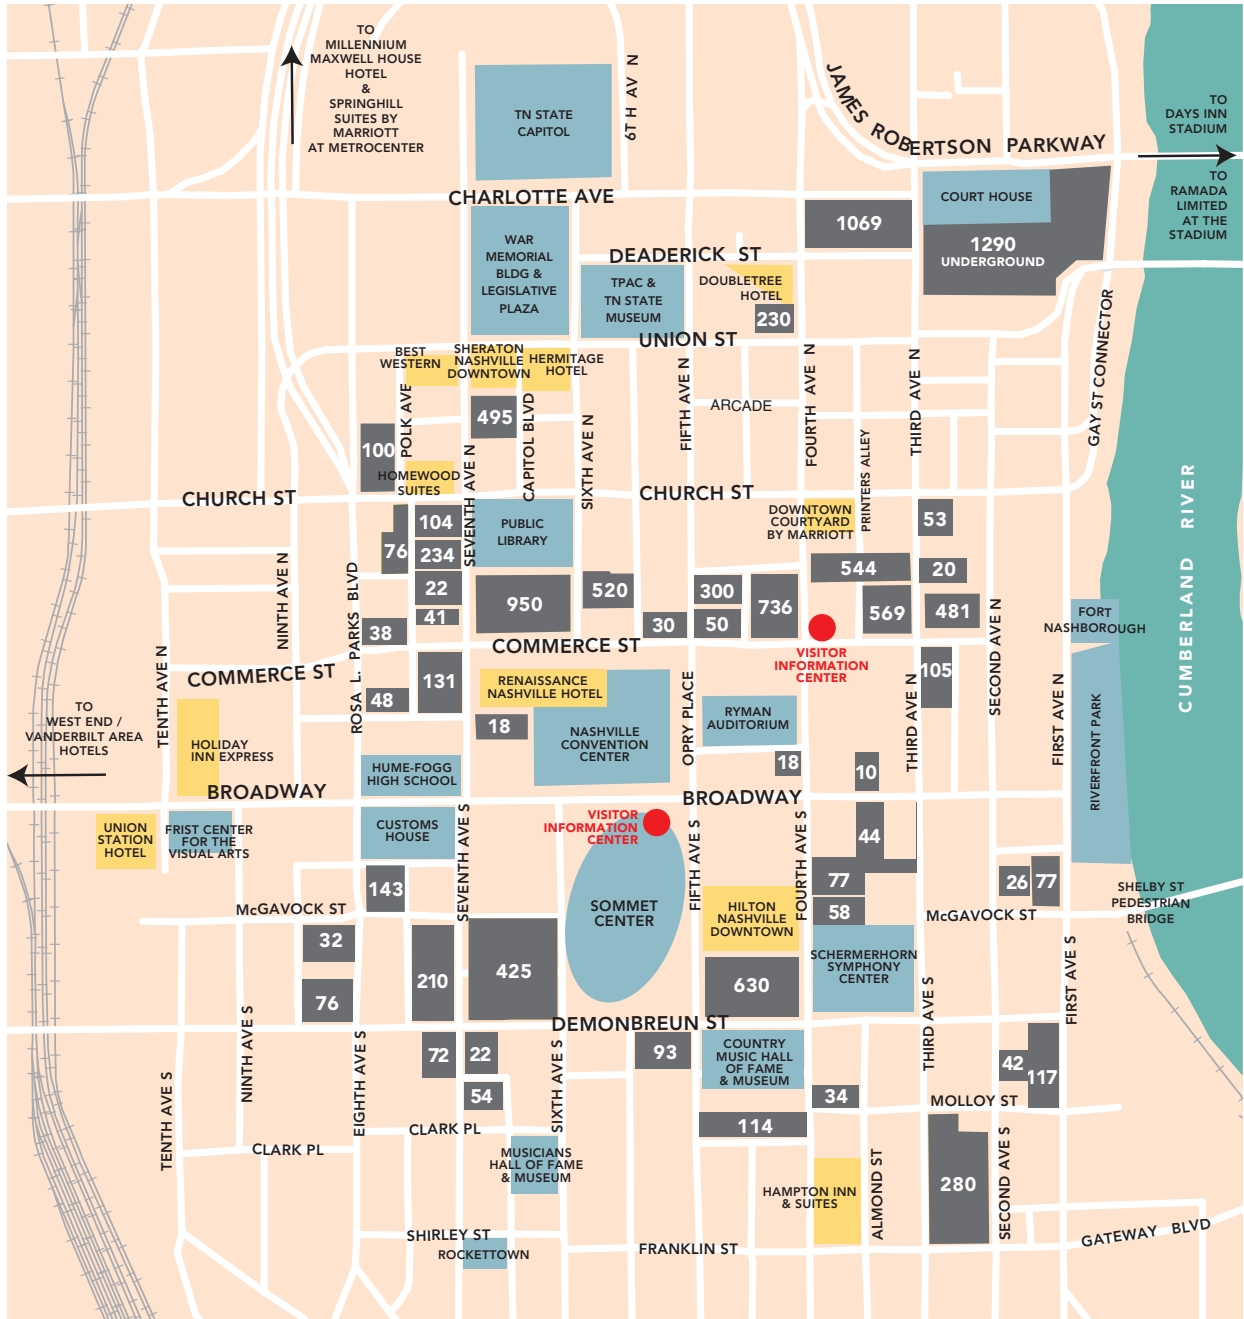 TO
MILLENNIUM
MAXWELL HOUSE
HOTEL
&
SPRINGHILL
SUITES BY
MARRIOTT
AT METROCENTER
TN STATE
CAPITOL
6TH AV N
JAMES ROBERTSON PARKWAY
TO
DAYS INN
STADIUM
TO
RAMADA
LIMITED
AT THE
STADIUM
CHARLOTTE AVE
COURT HOUSE
1069
1290
UNDERGROUND
WAR
MEMORIAL
BLDG &
LEGISLATIVE
PLAZA
DEADERICK ST
TPAC &
TN STATE
MUSEUM
DOUBLETREE
HOTEL
230
UNION ST
GAY ST CONNECTOR
BEST
WESTERN
SHERATON
NASHVILLE
DOWNTOWN
HERMITAGE
HOTEL
POLK AVE
495
CAPITOL BLVD
SIXTH AVE N
FIFTH AVE N
ARCADE
FOURTH AVE N
PRINTERS ALLEY
THIRD AVE N
100
HOMEWOOD
SUITES
SEVENTH AVE N
CHURCH ST
CHURCH ST
CUMBERLAND RIVER
104
76
234
22
41
38
PUBLIC
LIBRARY
950
520
DOWNTOWN
COURTYARD
BY MARRIOTT
53
544
20
300
736
30
50
569
481
NINTH AVE N
ROSA L. PARKS BLVD
COMMERCE ST
VISITOR
INFORMATION
CENTER
SECOND AVE N
FORT
NASHBOROUGH
TENTH AVE N
COMMERCE ST
131
48
RENAISSANCE
NASHVILLE HOTEL
18
NASHVILLE
CONVENTION
CENTER
OPRY PLACE
RYMAN
AUDITORIUM
18
105
THIRD AVE N
10
FIRST AVE N
RIVERFRONT PARK
TO
WEST END /
VANDERBILT AREA
HOTELS
HOLIDAY
INN EXPRESS
HUME-FOGG
HIGH SCHOOL
BROADWAY
BROADWAY
UNION
STATION
HOTEL
FRIST CENTER
FOR THE
VISUAL ARTS
CUSTOMS
HOUSE
SEVENTH AVE S
VISITOR
INFORMATION
CENTER
SOMMET
CENTER
FIFTH AVE S
FOURTH AVE S
44
77
58
26
77
143
McGAVOCK ST
HILTON
NASHVILLE
DOWNTOWN
McGAVOCK ST
SHELBY ST
PEDESTRIAN
BRIDGE
32
76
210
425
630
SCHERMERHORN
SYMPHONY
CENTER
THIRD AVE S
FIRST AVE S
DEMONBREUN ST
NINTH AVE S
EIGHTH AVE S
72
22
54
SIXTH AVE S
93
COUNTRY
MUSIC HALL
OF FAME
& MUSEUM
42
117
34
MOLLOY ST
TENTH AVE S
CLARK PL
CLARK PL
114
MUSICIANS
HALL OF FAME
& MUSEUM
HAMPTON INN
& SUITES
ALMOND ST
280
SECOND AVE S
SHIRLEY ST
ROCKETTOWN
FRANKLIN ST
GATEWAY BLVD